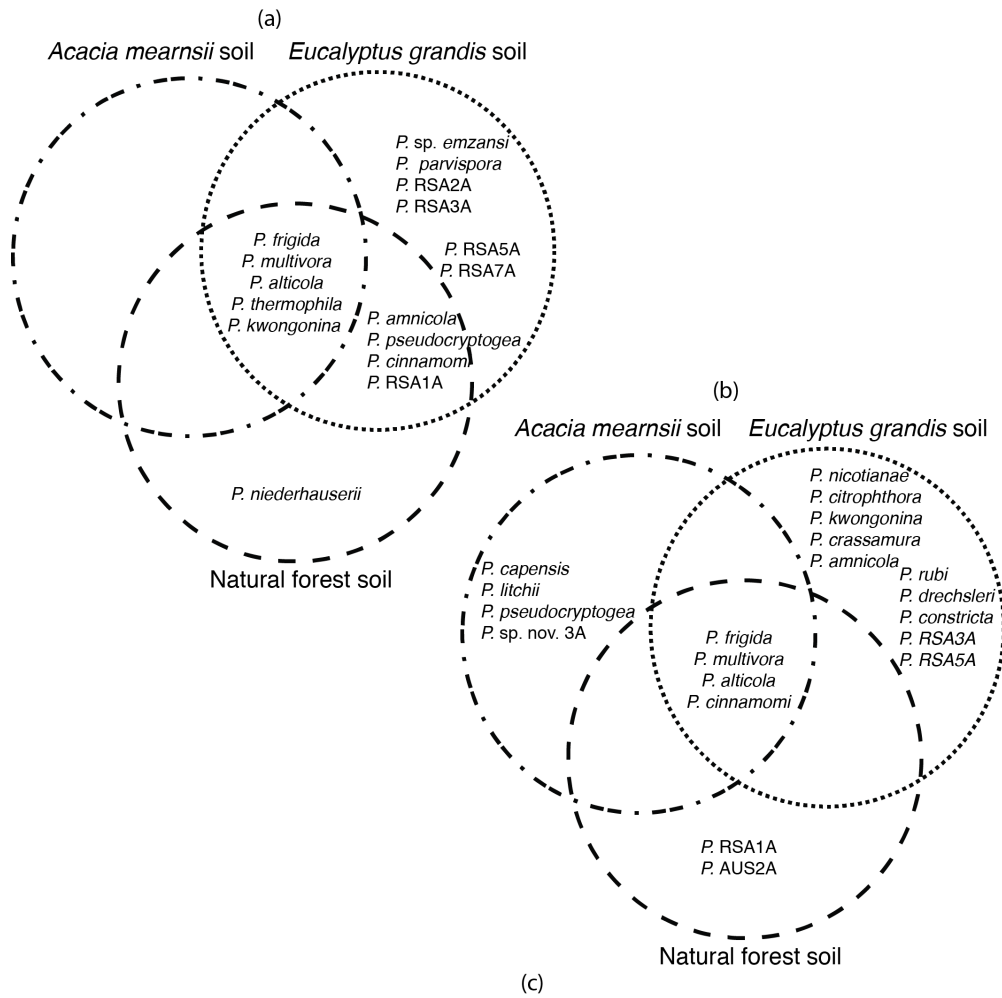 (a)
Acacia mearnsii soil
Eucalyptus grandis soil
P. sp. emzansi
P. parvispora
P. RSA2A
P. RSA3A
P. RSA5A
P. RSA7A
P. frigida
P. multivora
P. alticola
P. thermophila
P. kwongonina
P. amnicola
P. pseudocryptogea
P. cinnamomi
P. RSA1A
P. niederhauserii
Natural forest soil
(b)
Acacia mearnsii soil
Eucalyptus grandis soil
P. nicotianae
P. citrophthora
P. kwongonina
P. crassamura
P. amnicola
P. rubi
P. drechsleri
P. constricta
P. RSA3A
P. RSA5A
P. capensis
P. litchii
P. pseudocryptogea
P. sp. nov. 3A
P. frigida
P. multivora
P. alticola
P. cinnamomi
P. RSA1A
P. AUS2A
Natural forest soil
(c)